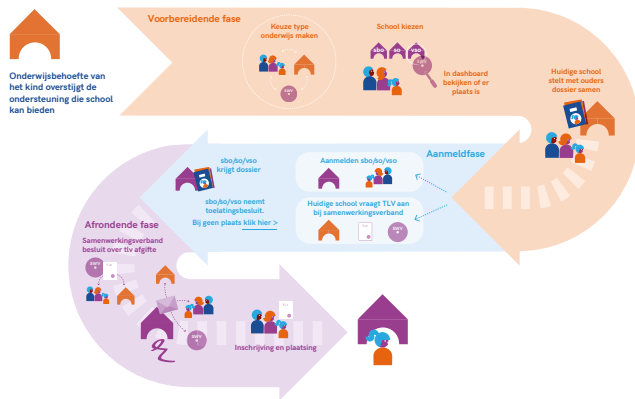 Onderwijsbehoefte van
het kind overstijgt de
ondersteuning die school
kan bieden
Voorbereidende fase
Keuze type
onderwijs maken
swv
School kiezen
sbo
so
vso
In dashboard
bekijken of er
plaats is
Huidige school
stelt met ouders
dossier samen
Aanmeldfase
Aanmelden sbo/so/vso
Huidige school vraagt TLV aan
bij samenwerkingsverband
swv
sbo/so/vso
krijgt dossier
sbo/so/vso neemt
toelatingsbesluit.
Bij geen plaats klik hier >
Afrondende fase
Samenwerkingsverband
besluit over tlv afgifte
swv
swv
Inschrijving en plaatsing